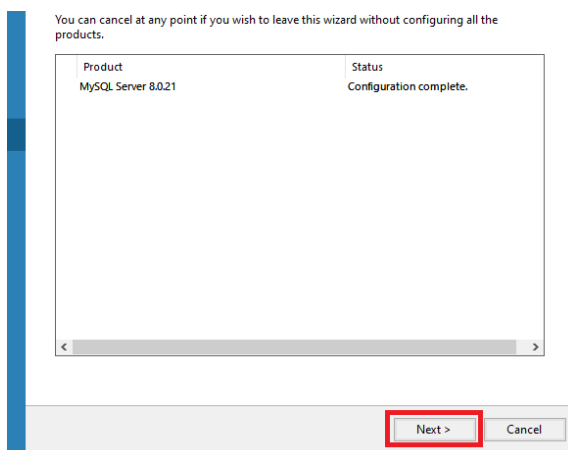 You can cancel at any point if you wish to leave this wizard without configuring all the
products.
Product Status
MySQL Server 8.0.21 Configuration complete.
Next > Cancel